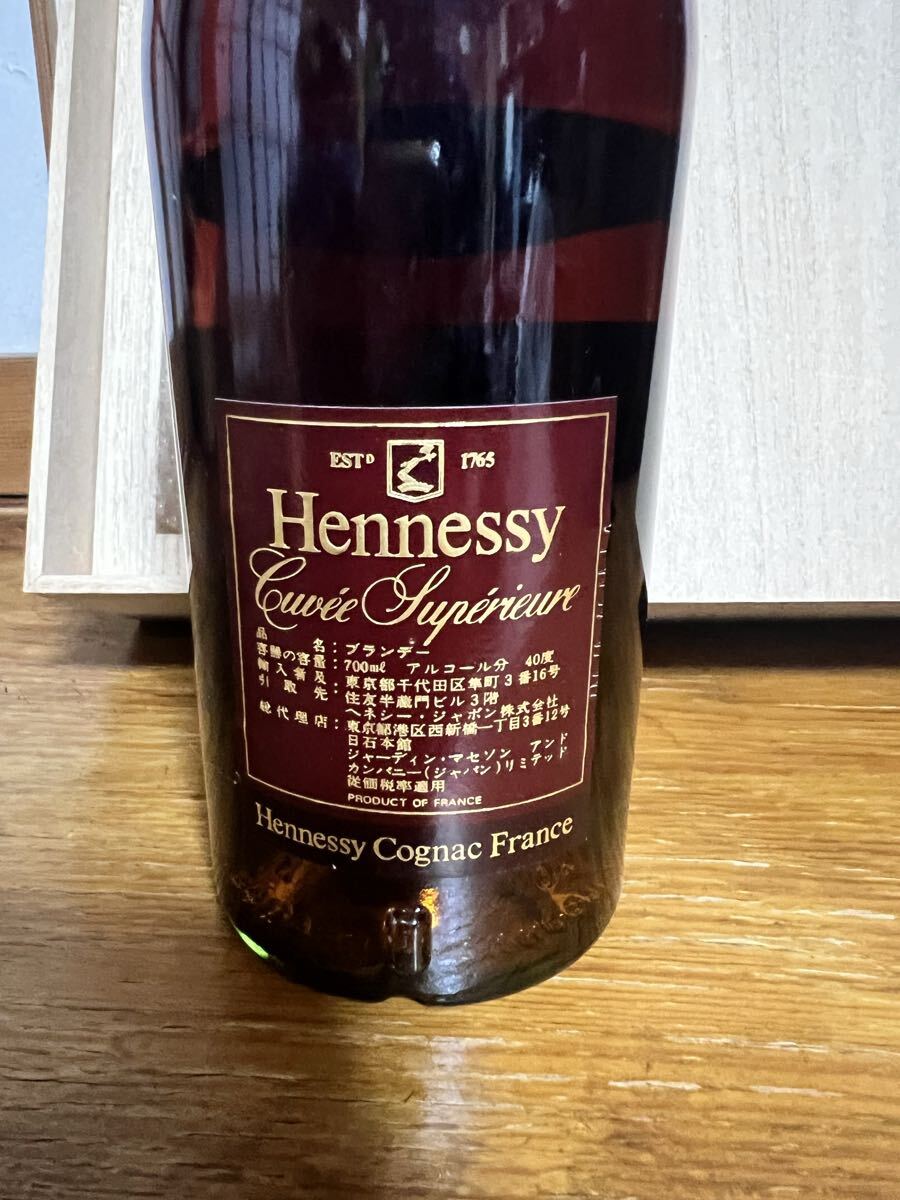 ESTD 1765
Hennessy
Cuvée Supérieure
品名：ブランデー
容器の容量：700ml アルコール分 40度
輸入者及：東京都千代田区隼町3番16号
引取先：住友半蔵門ビル3階
ヘネシー・ジャポン株式会社
総代理店：東京都港区西新橋一丁目3番12号
日石本館
ジャーディン・マセソン アンド
カンパニー(ジャパン)リミテッド
従価税率適用
PRODUCT OF FRANCE
Hennessy Cognac France